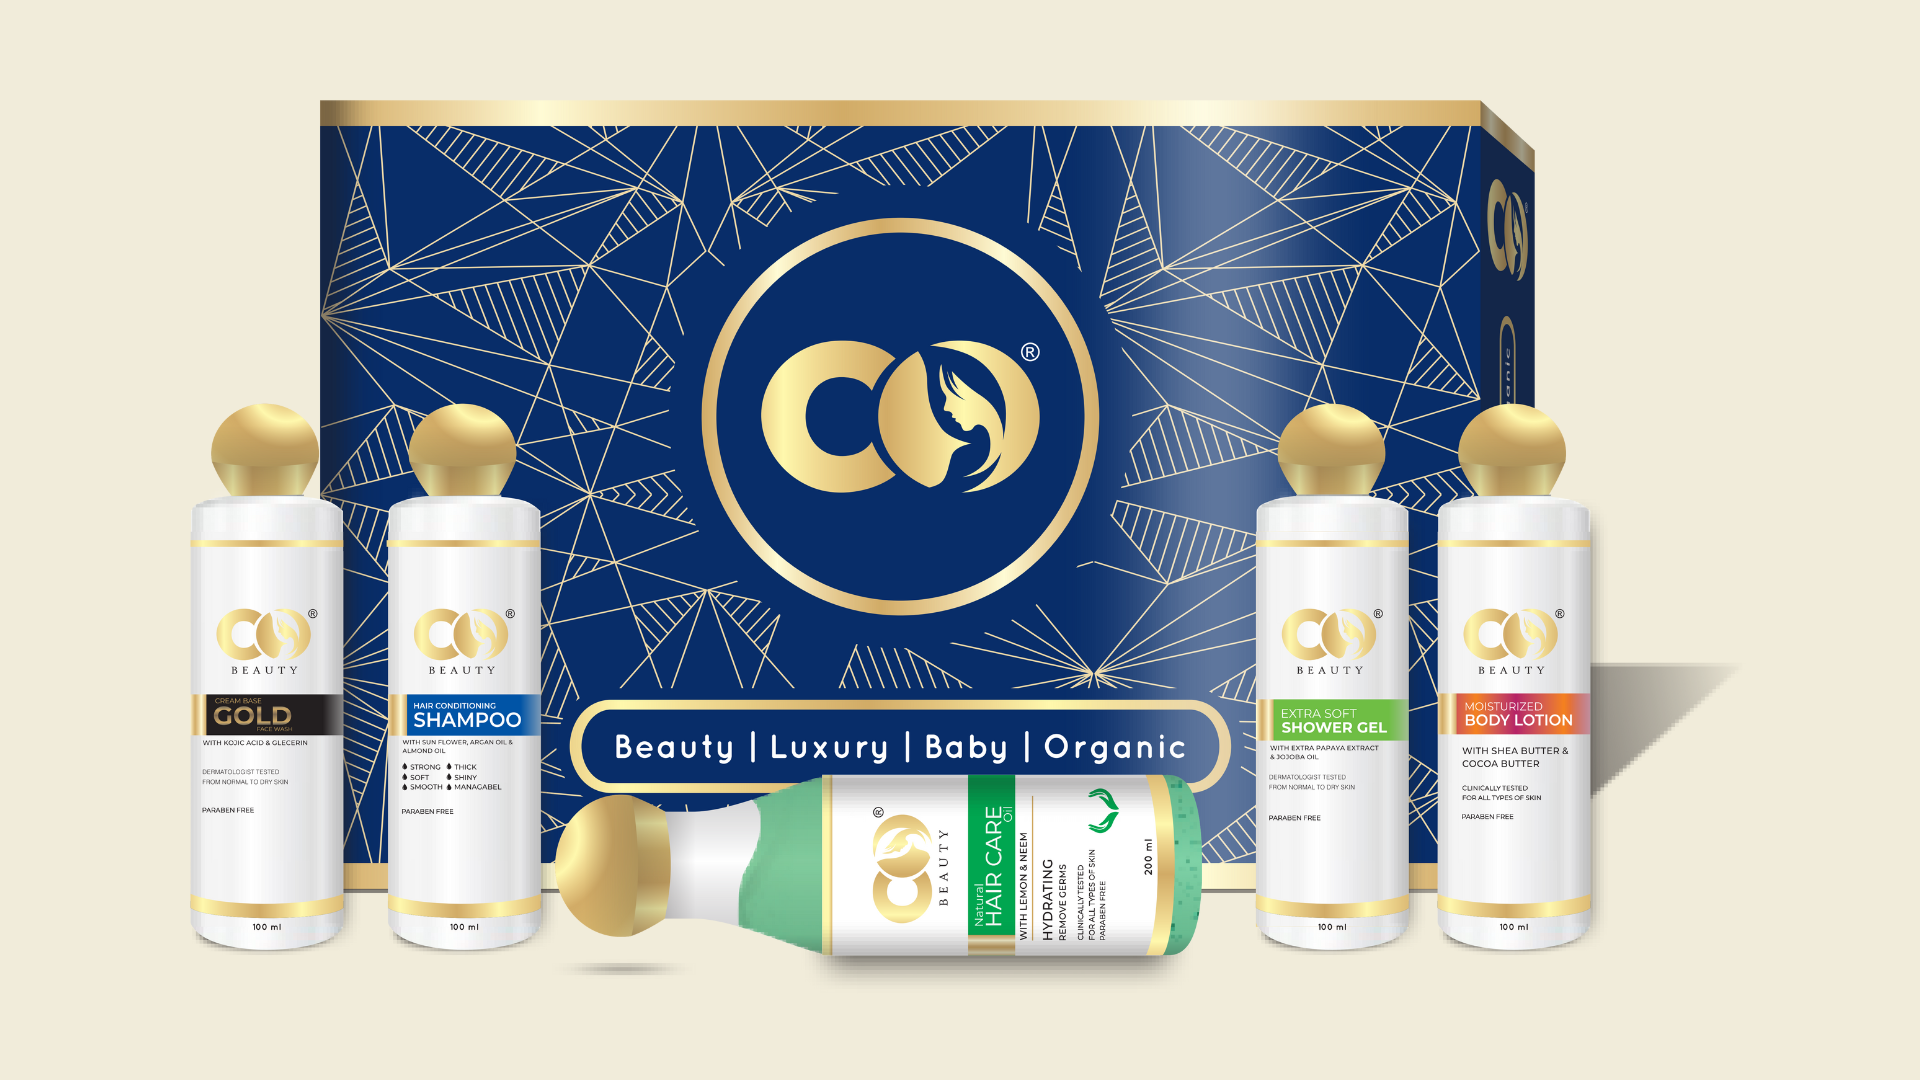 CO ®
anic
Beauty | Luxury | Baby | Organic
CO ®
BEAUTY
CREAM BASE
GOLD
FACE WASH
WITH KOJIC ACID & GLECERIN
DERMATOLOGIST TESTED
FROM NORMAL TO DRY SKIN
PARABEN FREE
100 ml
CO ®
BEAUTY
HAIR CONDITIONING
SHAMPOO
WITH SUN FLOWER, ARGAN OIL &
ALMOND OIL
STRONG THICK
SOFT SHINY
SMOOTH MANAGABEL
PARABEN FREE
100 ml
CO ®
BEAUTY
Natural
HAIR CARE
Oil
WITH LEMON & NEEM
HYDRATING
REMOVE GERMS
CLINICALLY TESTED
FOR ALL TYPES OF SKIN
PARABEN FREE
200 ml
CO ®
BEAUTY
EXTRA SOFT
SHOWER GEL
WITH EXTRA PAPAYA EXTRACT
& JOJOBA OIL
DERMATOLOGIST TESTED
FROM NORMAL TO DRY SKIN
PARABEN FREE
100 ml
CO ®
BEAUTY
MOISTURIZED
BODY LOTION
WITH SHEA BUTTER &
COCOA BUTTER
CLINICALLY TESTED
FOR ALL TYPES OF SKIN
PARABEN FREE
100 ml
CO ®